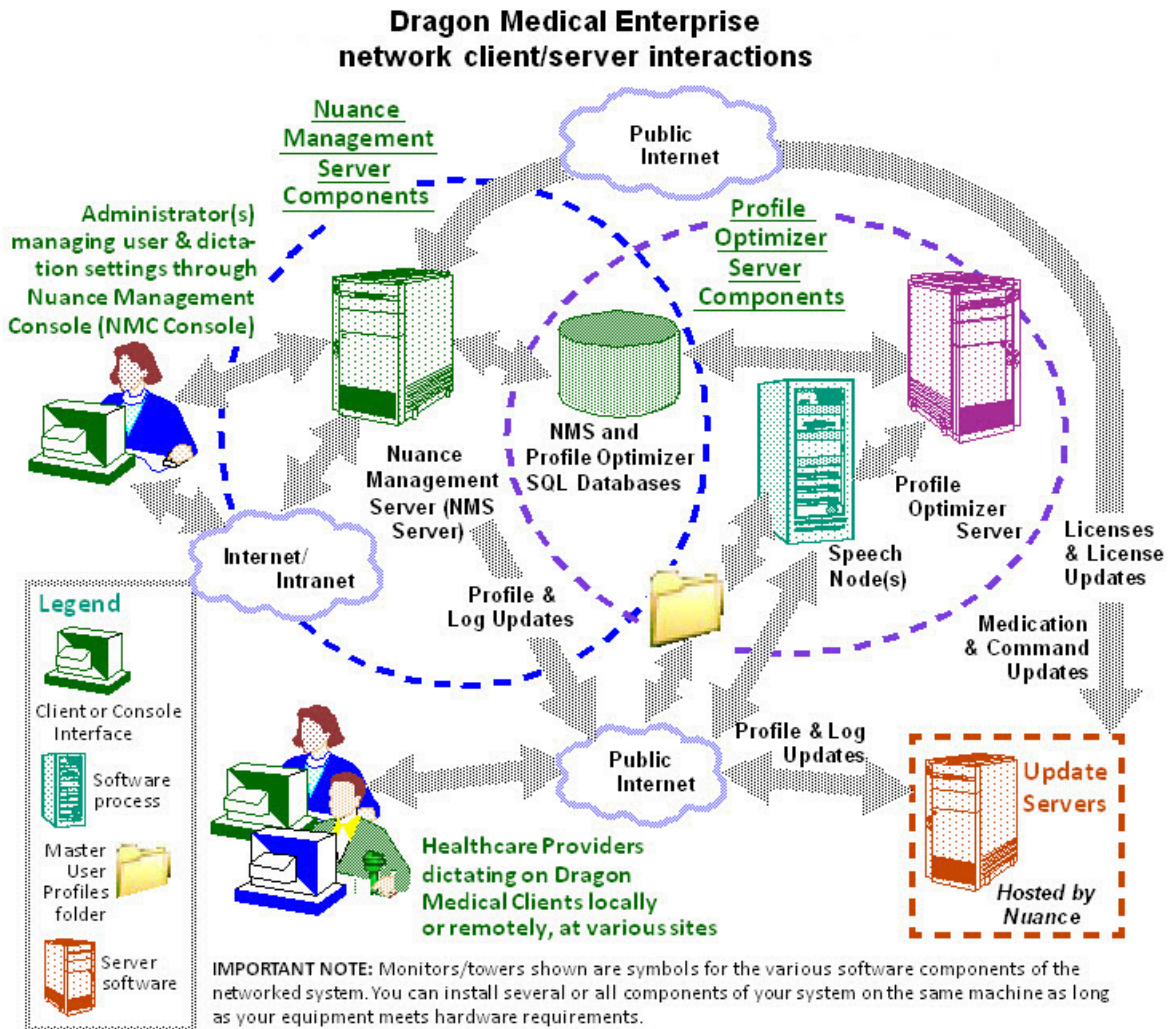 Dragon Medical Enterprise
network client/server interactions
Nuance
Management
Server
Components
Public
Internet
Administrator(s)
managing user & dicta-
tion settings through
Nuance Management
Console (NMC Console)
Profile
Optimizer
Server
Components
Nuance
Management
Server (NMS
Server)
NMS and
Profile Optimizer
SQL Databases
Profile
Optimizer
Server
Speech
Node(s)
Licenses
& License
Updates
Internet/
Intranet
Profile &
Log Updates
Medication
& Command
Updates
Legend
Client or Console
Interface
Software
process
Master
User
Profiles
folder
Server
software
Public
Internet
Profile & Log
Updates
Update
Servers
Hosted by
Nuance
Healthcare Providers
dictating on Dragon
Medical Clients locally
or remotely, at various sites
IMPORTANT NOTE: Monitors/towers shown are symbols for the various software components of the
networked system. You can install several or all components of your system on the same machine as long
as your equipment meets hardware requirements.